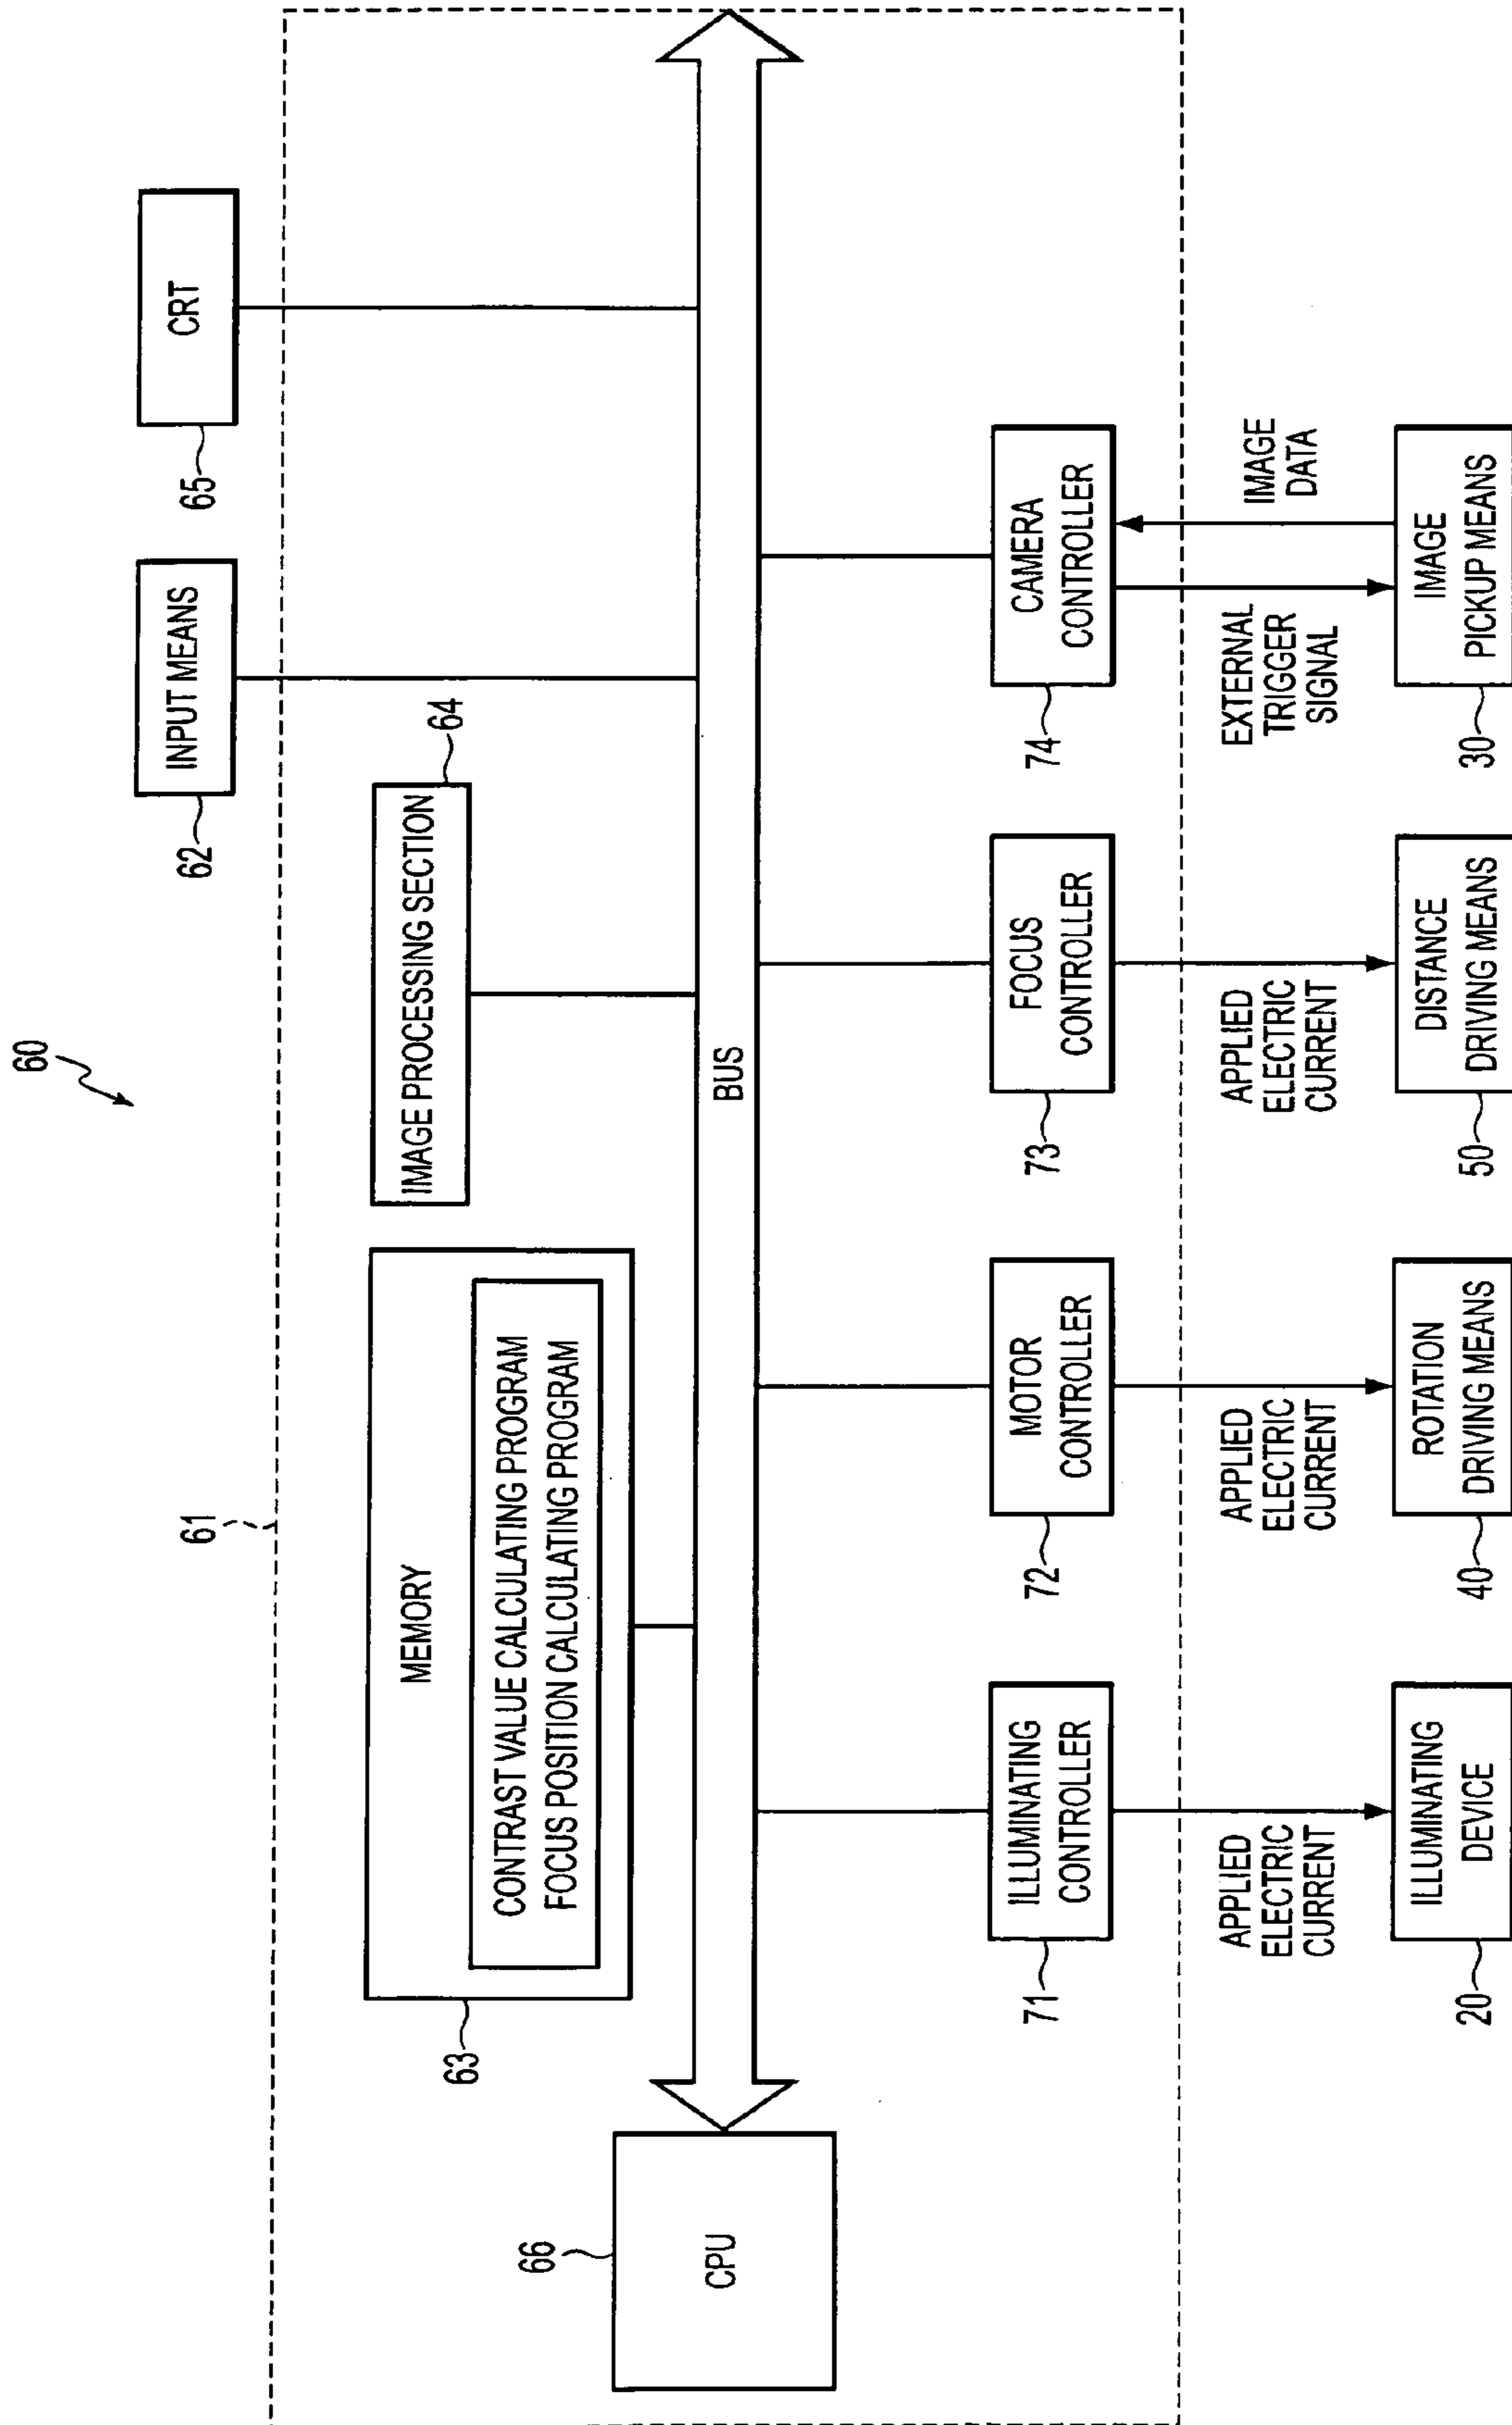 60
61
INPUT MEANS
62
CRT
65
MEMORY
CONTRAST VALUE CALCULATING PROGRAM
FOCUS POSITION CALCULATING PROGRAM
63
IMAGE PROCESSING SECTION
64
66
CPU
BUS
ILLUMINATING
CONTROLLER
71
MOTOR
CONTROLLER
72
FOCUS
CONTROLLER
73
CAMERA
CONTROLLER
74
APPLIED
ELECTRIC
CURRENT
APPLIED
ELECTRIC
CURRENT
APPLIED
ELECTRIC
CURRENT
EXTERNAL
TRIGGER
SIGNAL
IMAGE
DATA
ILLUMINATING
DEVICE
20
ROTATION
DRIVING MEANS
40
DISTANCE
DRIVING MEANS
50
IMAGE
PICKUP MEANS
30